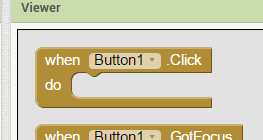 Viewer
when Button1 .Click
do
when Button1 .GotFocus